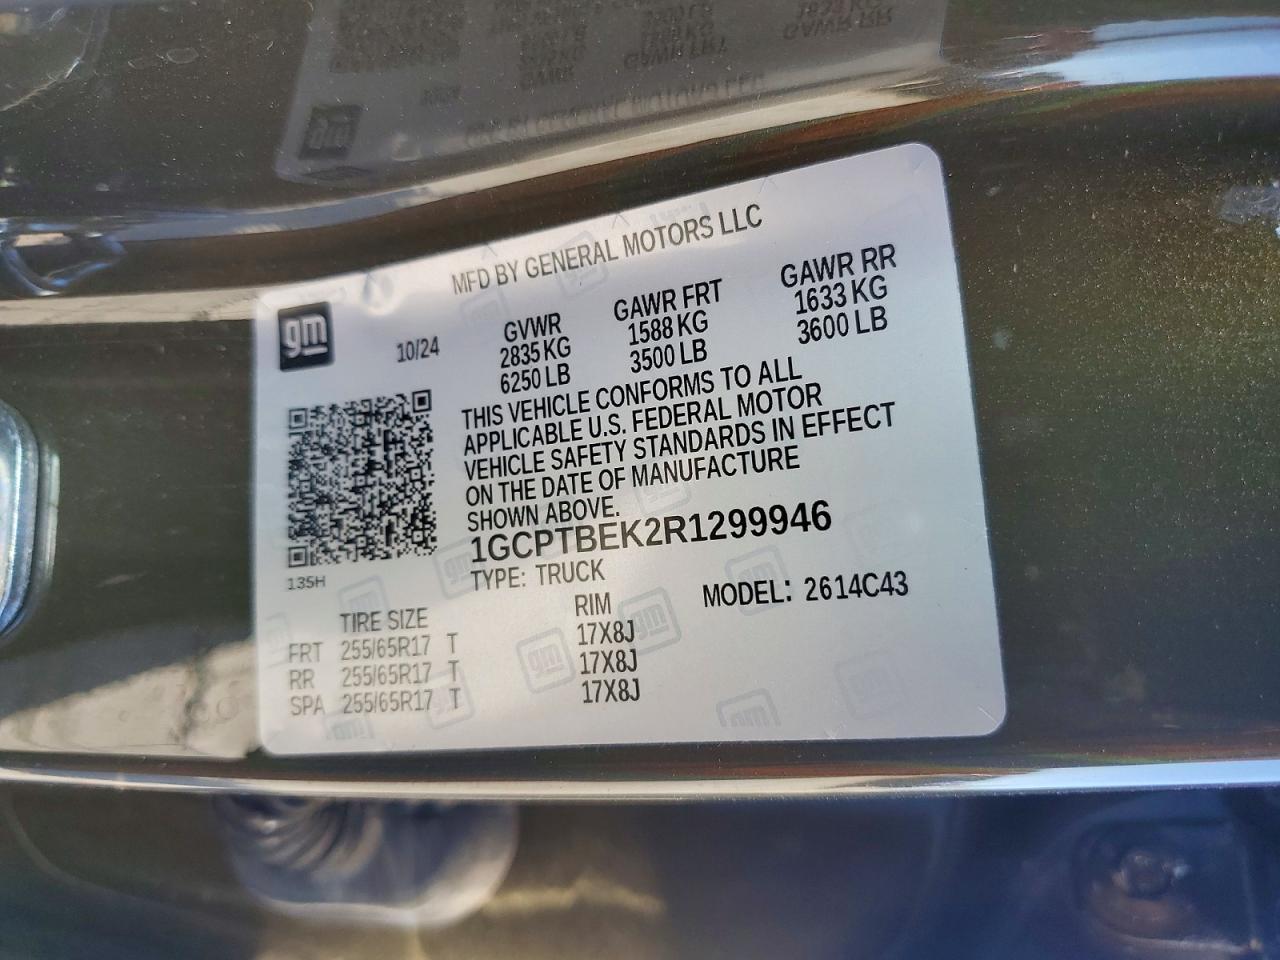 MFD BY GENERAL MOTORS LLC
gm
10/24
GVWR
2835 KG
6250 LB
GAWR FRT
1588 KG
3500 LB
GAWR RR
1633 KG
3600 LB
THIS VEHICLE CONFORMS TO ALL
APPLICABLE U.S. FEDERAL MOTOR
VEHICLE SAFETY STANDARDS IN EFFECT
ON THE DATE OF MANUFACTURE
SHOWN ABOVE.
1GCPTBEK2R1299946
135H
TYPE: TRUCK
MODEL: 2614C43
TIRE SIZE RIM
FRT 255/65R17 T 17X8J
RR 255/65R17 T 17X8J
SPA 255/65R17 T 17X8J